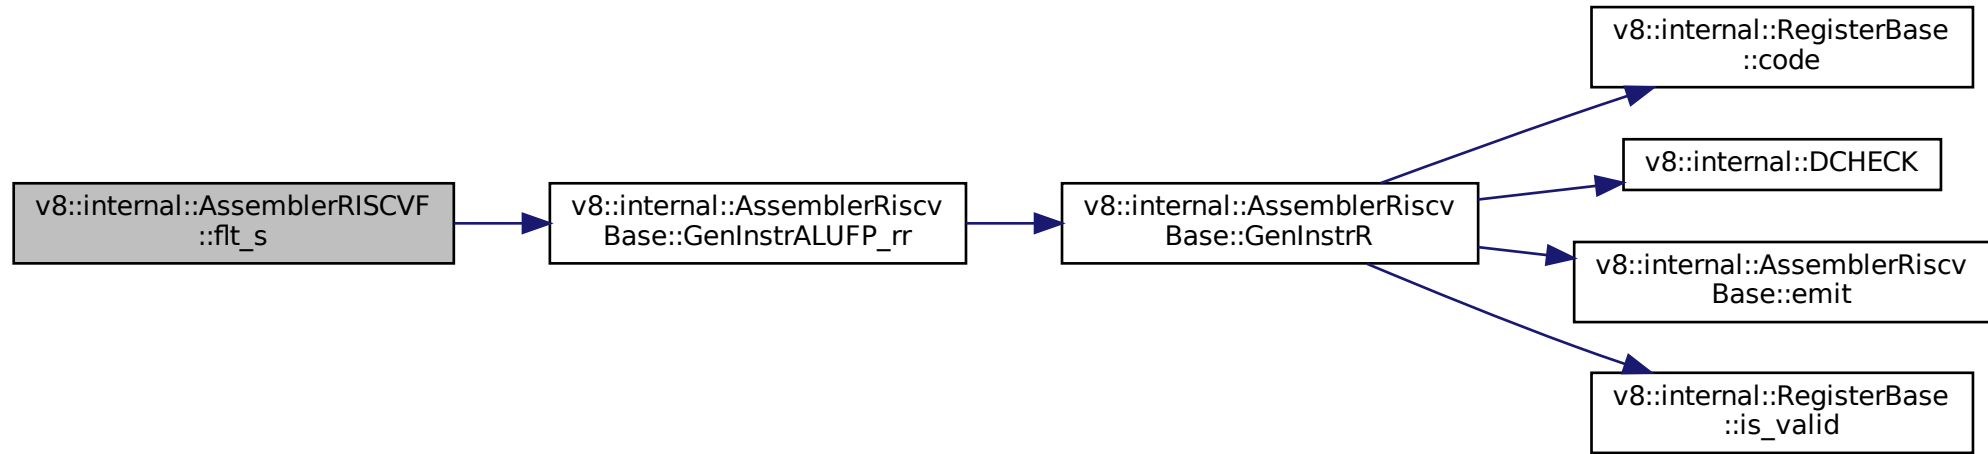 v8::internal::AssemblerRISCVF
::flt_s
v8::internal::AssemblerRiscv
Base::GenInstrALUFP_rr
v8::internal::AssemblerRiscv
Base::GenInstrR
v8::internal::RegisterBase
::code
v8::internal::DCHECK
v8::internal::AssemblerRiscv
Base::emit
v8::internal::RegisterBase
::is_valid